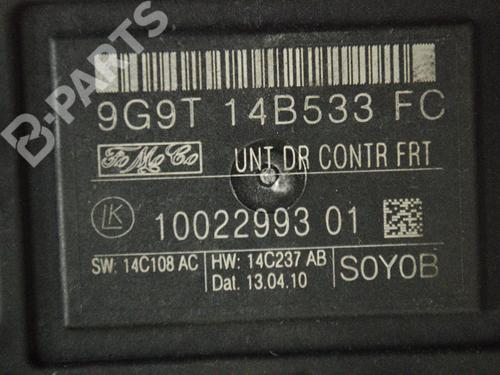 B-PARTS
9G9T 14B533 FC
FoMoCo UNT DR CONTR FRT
LK 10022993 01
SW: 14C108 AC HW: 14C237 AB SOYOB
Dat. 13.04.10